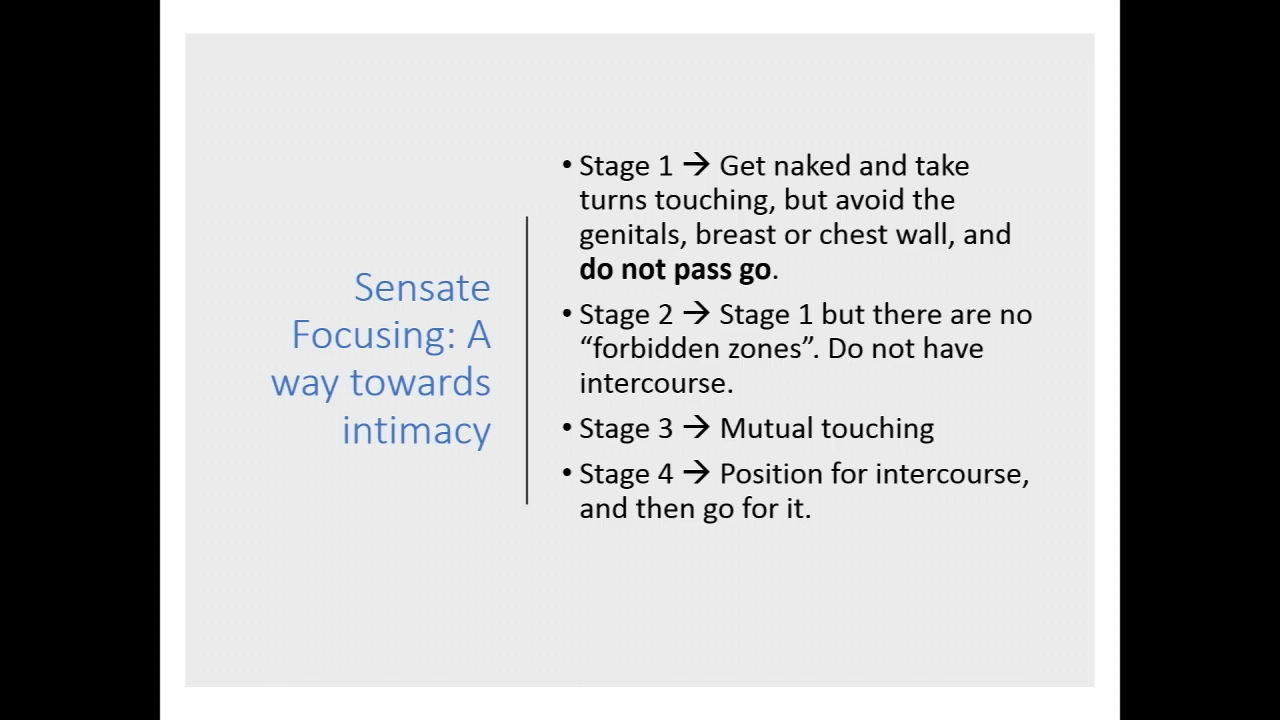 Sensate
Focusing: A
way towards
intimacy
• Stage 1 → Get naked and take
turns touching, but avoid the
genitals, breast or chest wall, and
do not pass go.
• Stage 2 → Stage 1 but there are no
“forbidden zones”. Do not have
intercourse.
• Stage 3 → Mutual touching
• Stage 4 → Position for intercourse,
and then go for it.